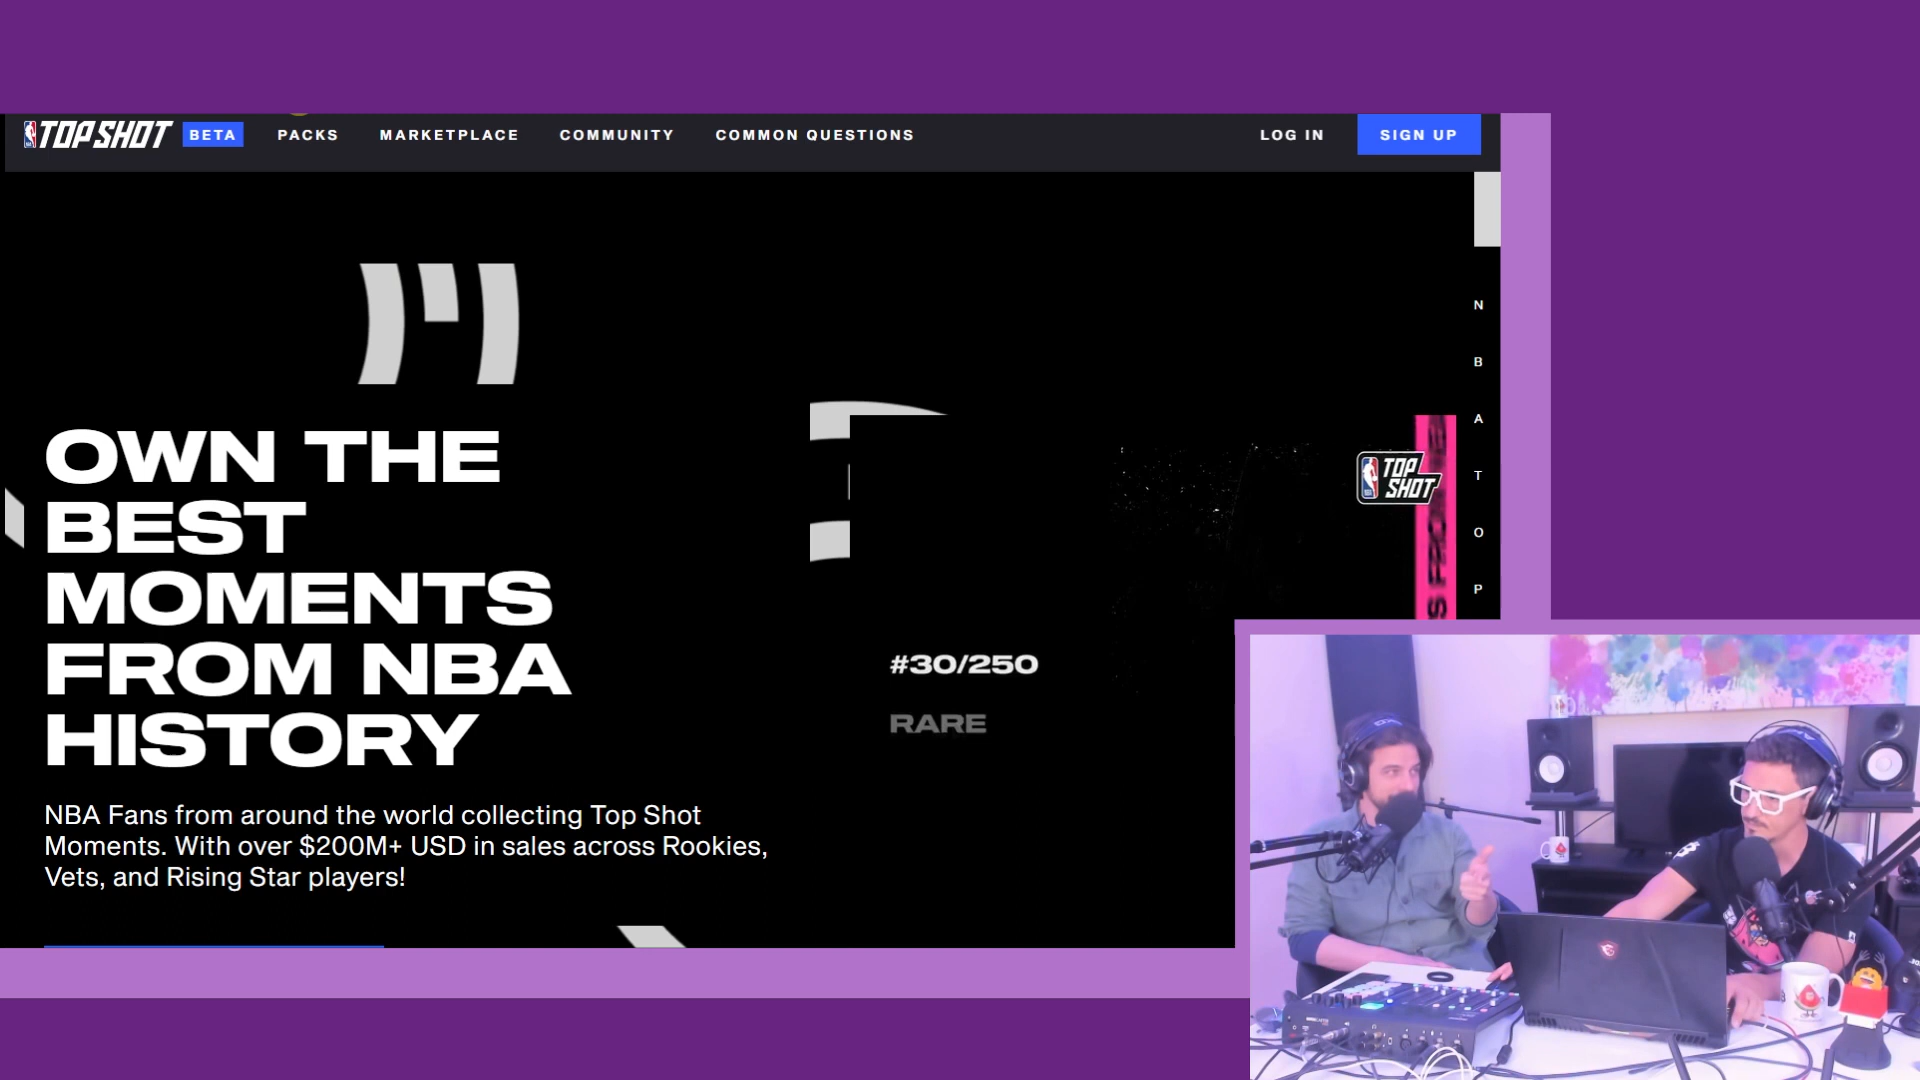 TOP SHOT BETA PACKS MARKETPLACE COMMUNITY COMMON QUESTIONS LOG IN SIGN UP
OWN THE
BEST
MOMENTS
FROM NBA
HISTORY
NBA Fans from around the world collecting Top Shot
Moments. With over $200M+ USD in sales across Rookies,
Vets, and Rising Star players!
TOP
SHOT
#30/250
RARE
N
B
A
T
O
P